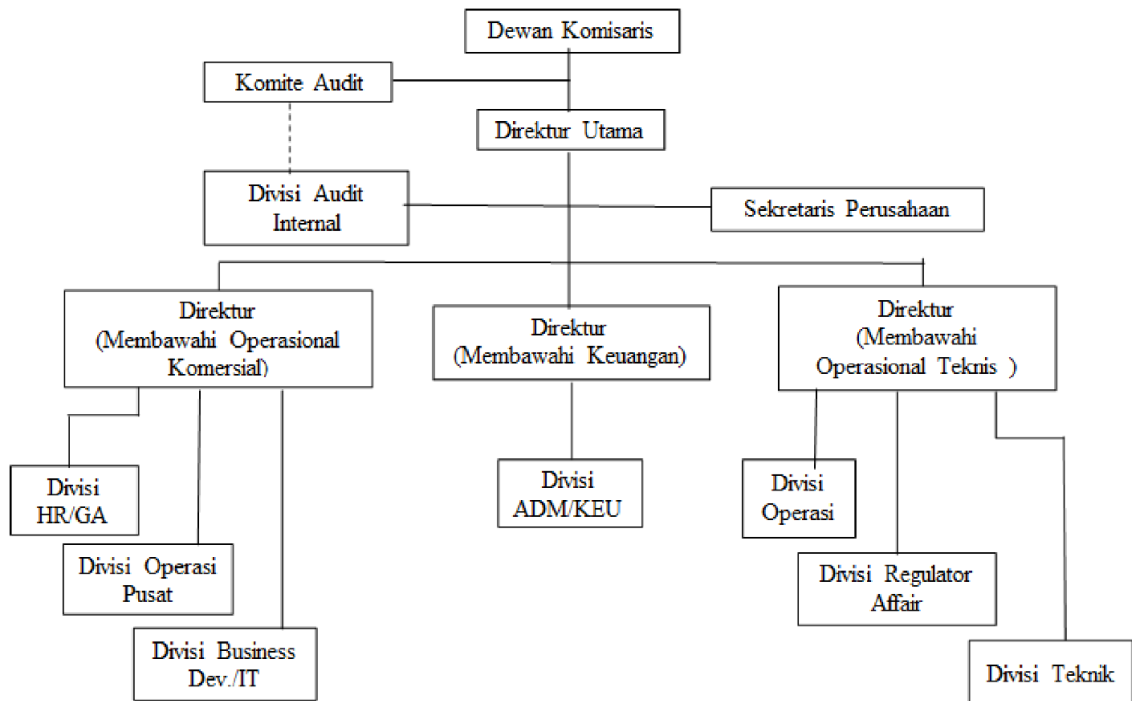 Dewan Komisaris
Komite Audit
Direktur Utama
Divisi Audit
Internal
Sekretaris Perusahaan
Direktur
(Membawahi Operasional
Komersial)
Direktur
(Membawahi Keuangan)
Direktur
(Membawahi
Operasional Teknis )
Divisi
HR/GA
Divisi Operasi
Pusat
Divisi Business
Dev./IT
Divisi
ADM/KEU
Divisi
Operasi
Divisi Regulator
Affair
Divisi Teknik